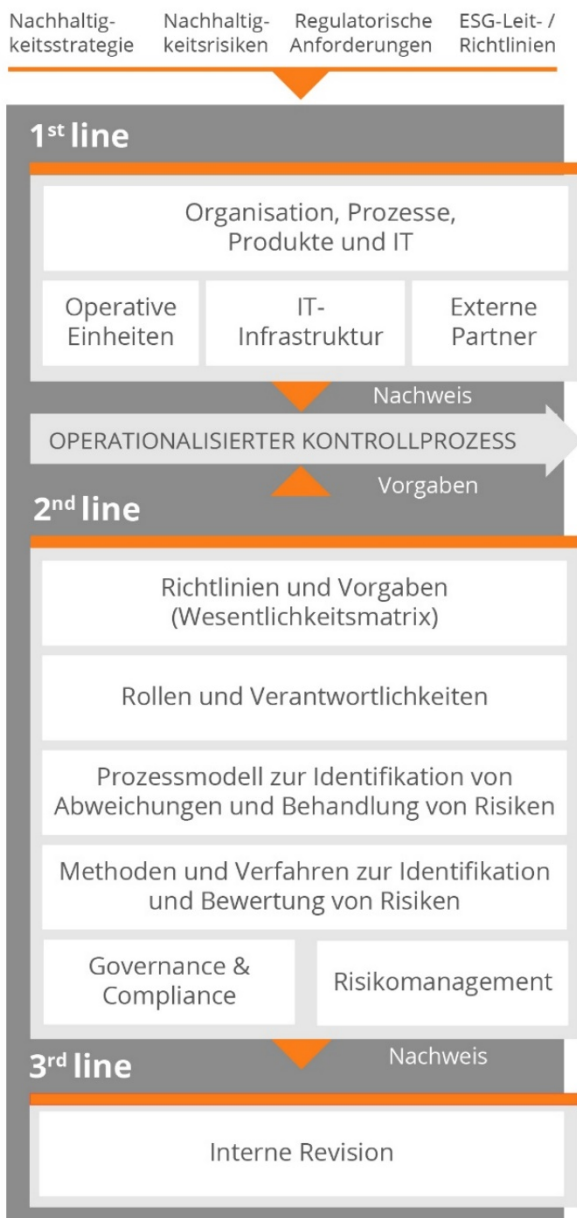 Nachhaltig-
keitsstrategie
Nachhaltig-
keitsrisiken
Regulatorische
Anforderungen
ESG-Leit- /
Richtlinien
1st line
Organisation, Prozesse,
Produkte und IT
Operative
Einheiten
IT-
Infrastruktur
Externe
Partner
Nachweis
OPERATIONALISIERTER KONTROLLPROZESS
Vorgaben
2nd line
Richtlinien und Vorgaben
(Wesentlichkeitsmatrix)
Rollen und Verantwortlichkeiten
Prozessmodell zur Identifikation von
Abweichungen und Behandlung von Risiken
Methoden und Verfahren zur Identifikation
und Bewertung von Risiken
Governance &
Compliance
Risikomanagement
Nachweis
3rd line
Interne Revision